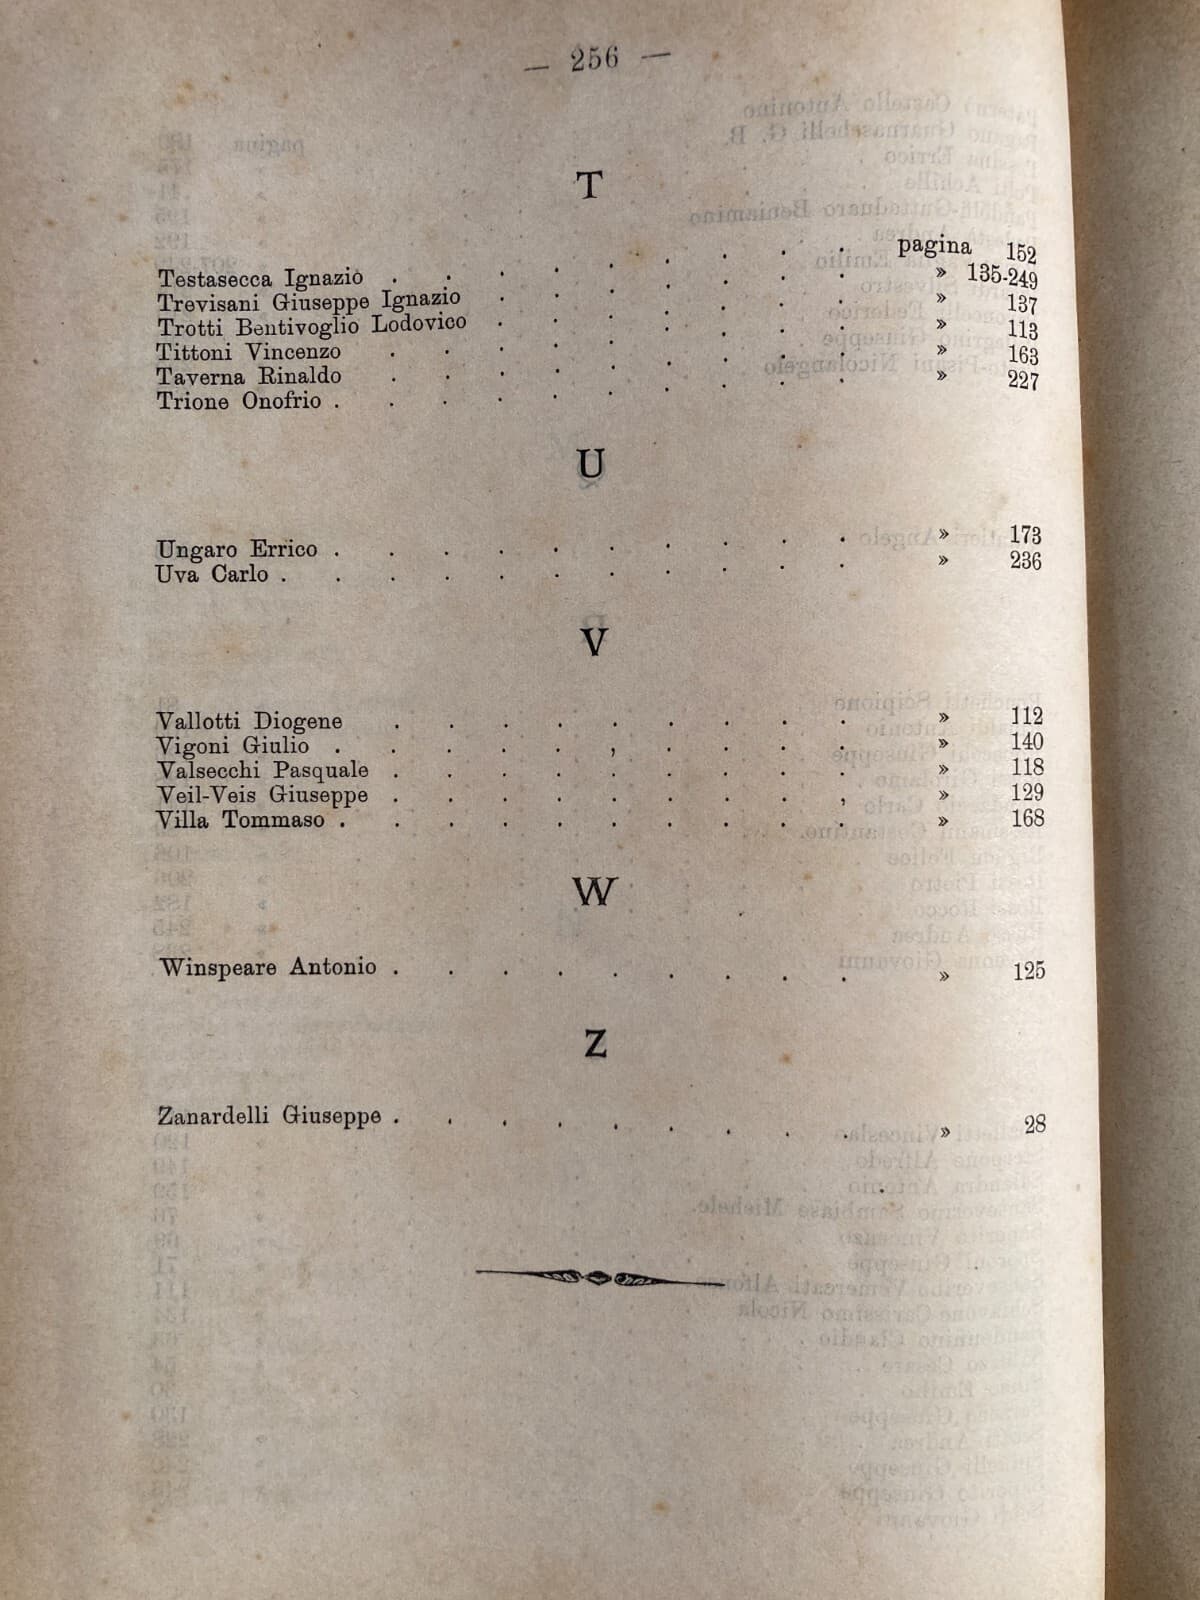 — 256 —
T
Testasecca Ignazio . . . . . . . . . pagina 152
Trevisani Giuseppe Ignazio . . . . . . . » 135-249
Trotti Bentivoglio Lodovico . . . . . . . » 137
Tittoni Vincenzo . . . . . . . . . » 113
Taverna Rinaldo . . . . . . . . . » 163
Trione Onofrio . . . . . . . . . . » 227
U
Ungaro Errico . . . . . . . . . . » 173
Uva Carlo . . . . . . . . . . . » 236
V
Vallotti Diogene . . . . . . . . . » 112
Vigoni Giulio . . . . . , . . . . » 140
Valsecchi Pasquale . . . . . . . . . » 118
Veil-Veis Giuseppe . . . . . . . . , » 129
Villa Tommaso . . . . . . . . . . » 168
W
Winspeare Antonio . . . . . . . . . » 125
Z
Zanardelli Giuseppe . . . . . . . . . » 28